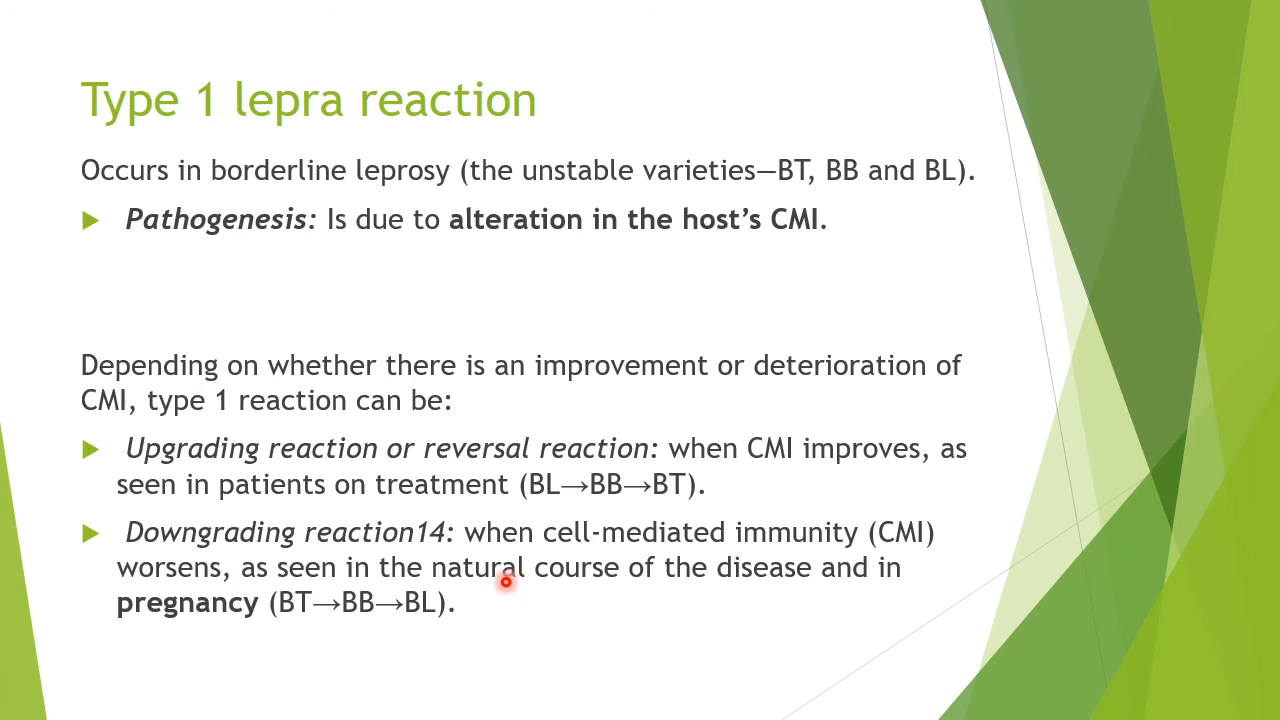 Type 1 lepra reaction
Occurs in borderline leprosy (the unstable varieties—BT, BB and BL).
Pathogenesis: Is due to alteration in the host’s CMI.
Depending on whether there is an improvement or deterioration of
CMI, type 1 reaction can be:
Upgrading reaction or reversal reaction: when CMI improves, as
seen in patients on treatment (BL→BB→BT).
Downgrading reaction14: when cell-mediated immunity (CMI)
worsens, as seen in the natural course of the disease and in
pregnancy (BT→BB→BL).